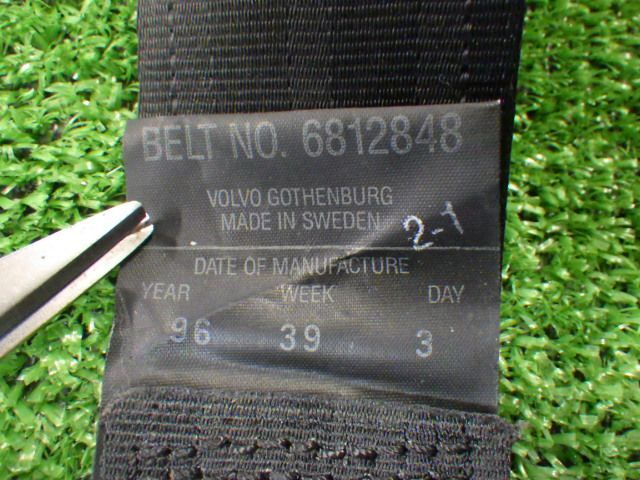 BELT NO. 6812848
VOLVO GOTHENBURG
MADE IN SWEDEN
2-1
DATE OF MANUFACTURE
YEAR WEEK DAY
96 39 3